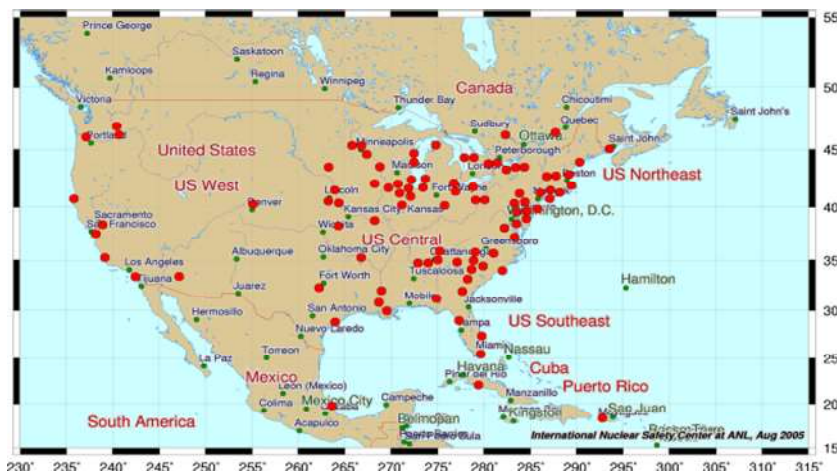 Prince George
55
Saskatoon
Kamloops
Regina
Winnipeg
Canada
50
Victoria
Thunder Bay
Chicoutimi
Saint John's
Sudbury
Quebec
Portland
Ottawa
Minneapolis
Peterborough
Saint John
45
United States
Madison
US Northeast
US West
Denver
Lincoln
Fort Wayne
Sacramento
Kansas City, Kansas
40
San Francisco
Wichita
US Central
Greensboro
Los Angeles
Albuquerque
Oklahoma City
Chattanooga
35
Tijuana
Juarez
Fort Worth
Tuscaloosa
Hamilton
Hermosillo
San Antonio
Mobile
Jacksonville
30
Nuevo Laredo
US Southeast
La Paz
Torreon
Miami
Nassau
25
Mexico
Havana
Cuba
Leon (Mexico)
Pinar del Rio
Puerto Rico
Colima
Mexico City
Campeche
Manzanillo
20
South America
Acapulco
Belmopan
Kingston
San Juan
San Pedro Sula
International Nuclear Safety Center at ANL, Aug 2005
15
230° 235° 240° 245° 250° 255° 260° 265° 270° 275° 280° 285° 290° 295° 300° 305° 310° 315°